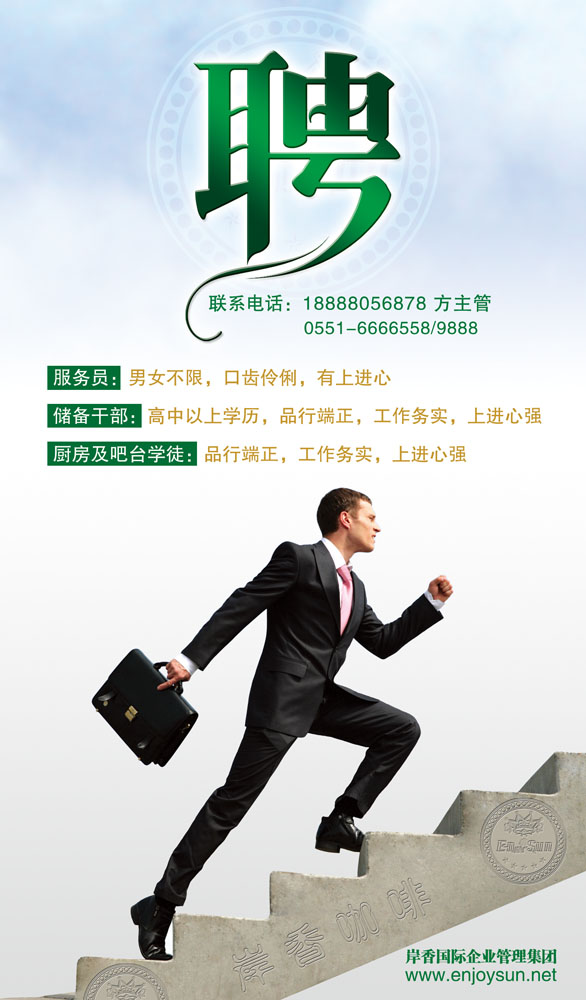 聘
联系电话：18888056878 方主管
0551-6666558/9888
服务员：男女不限，口齿伶俐，有上进心
储备干部：高中以上学历，品行端正，工作务实，上进心强
厨房及吧台学徒：品行端正，工作务实，上进心强
Enjoy Sun
岸香咖啡
岸香国际企业管理集团
www.enjoysun.net